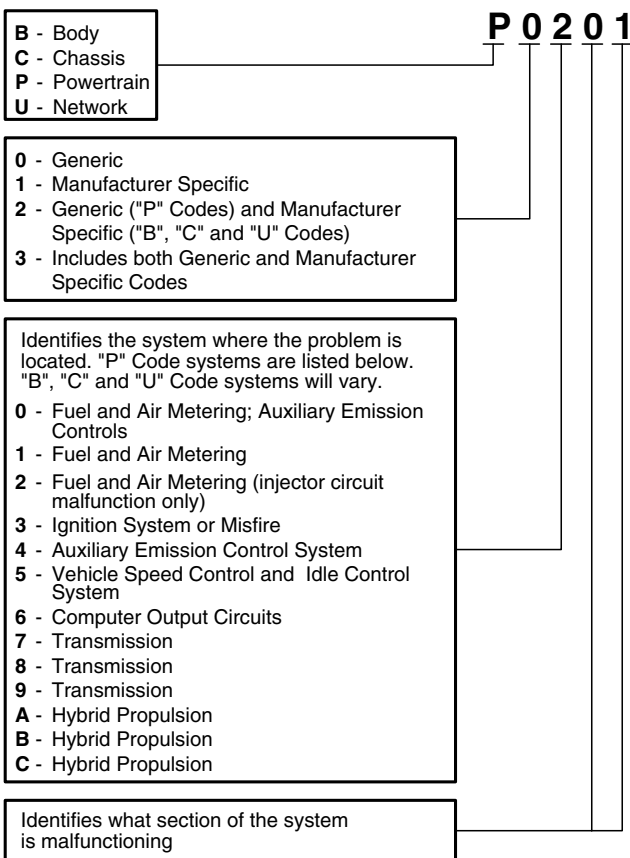 P 0 2 0 1
B - Body
C - Chassis
P - Powertrain
U - Network
0 - Generic
1 - Manufacturer Specific
2 - Generic ("P" Codes) and Manufacturer
Specific ("B", "C" and "U" Codes)
3 - Includes both Generic and Manufacturer
Specific Codes
Identifies the system where the problem is
located. "P" Code systems are listed below.
"B", "C" and "U" Code systems will vary.
0 - Fuel and Air Metering; Auxiliary Emission
Controls
1 - Fuel and Air Metering
2 - Fuel and Air Metering (injector circuit
malfunction only)
3 - Ignition System or Misfire
4 - Auxiliary Emission Control System
5 - Vehicle Speed Control and Idle Control
System
6 - Computer Output Circuits
7 - Transmission
8 - Transmission
9 - Transmission
A - Hybrid Propulsion
B - Hybrid Propulsion
C - Hybrid Propulsion
Identifies what section of the system
is malfunctioning